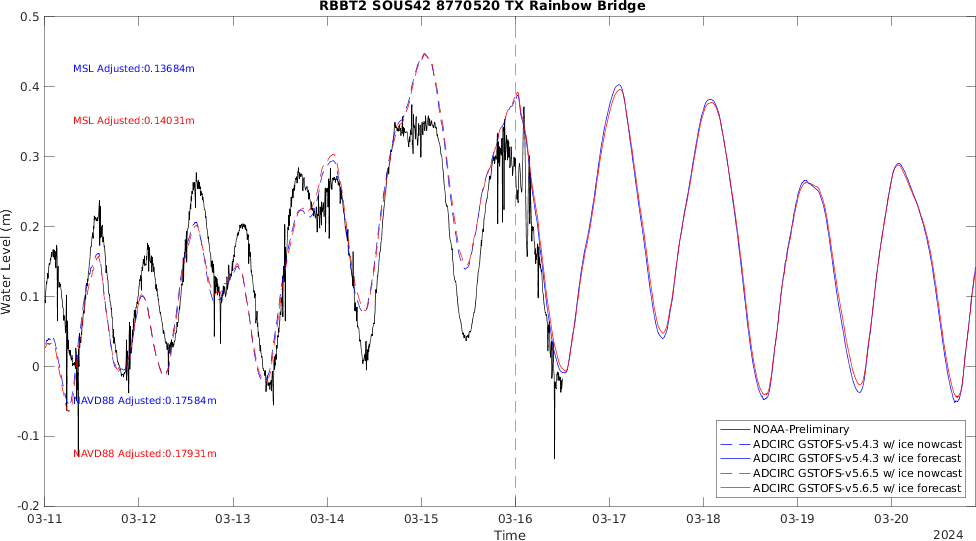 RBBT2 SOUS42 8770520 TX Rainbow Bridge
0.5
0.4
0.3
0.2
0.1
0
-0.1
-0.2
Water Level (m)
MSL Adjusted:0.13684m
MSL Adjusted:0.14031m
NAVD88 Adjusted:0.17584m
NAVD88 Adjusted:0.17931m
NOAA-Preliminary
ADCIRC GSTOFS-v5.4.3 w/ ice nowcast
ADCIRC GSTOFS-v5.4.3 w/ ice forecast
ADCIRC GSTOFS-v5.6.5 w/ ice nowcast
ADCIRC GSTOFS-v5.6.5 w/ ice forecast
03-11 03-12 03-13 03-14 03-15 03-16 03-17 03-18 03-19 03-20
Time
2024